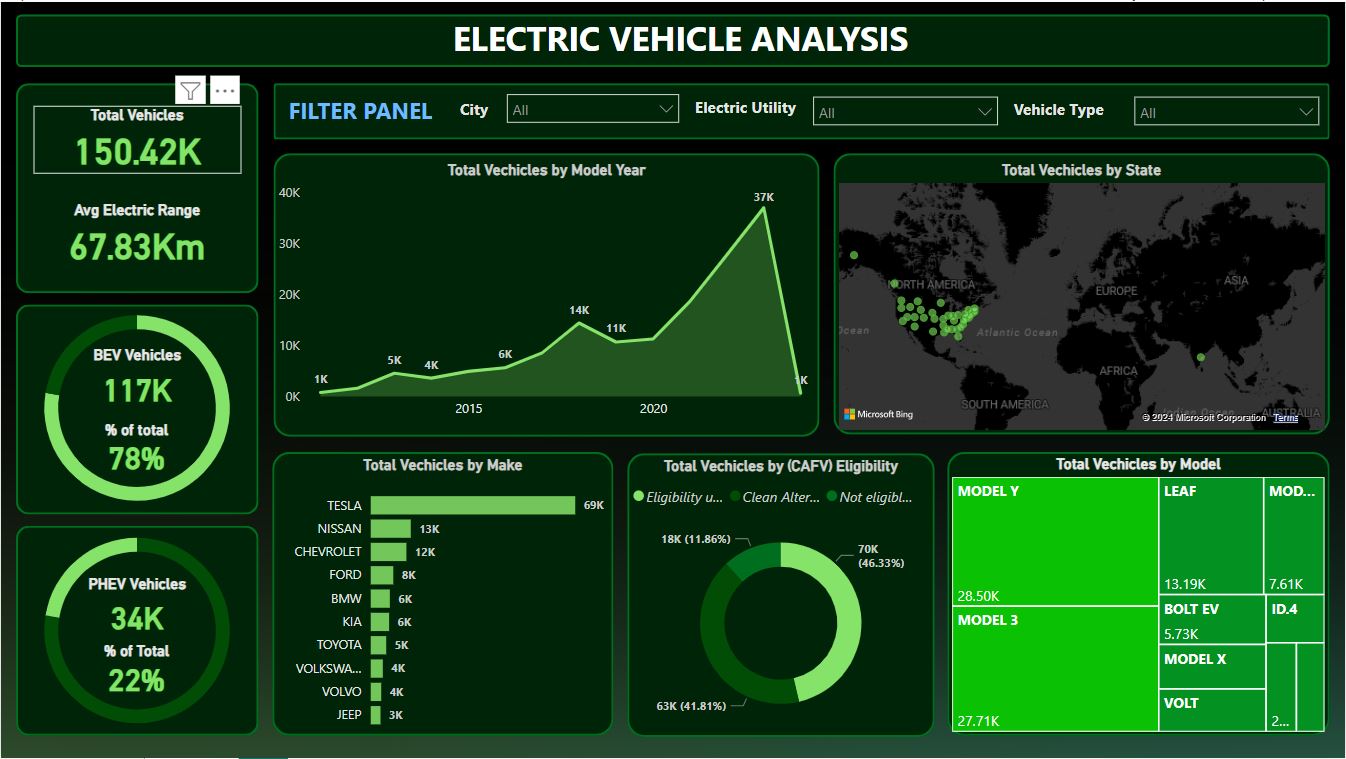 ELECTRIC VEHICLE ANALYSIS
Total Vehicles
150.42K
Avg Electric Range
67.83Km
FILTER PANEL
City
All
Electric Utility
All
Vehicle Type
All
BEV Vehicles
117K
% of total
78%
PHEV Vehicles
34K
% of Total
22%
Total Vechicles by Model Year
40K
30K
20K
10K
0K
1K
5K
4K
6K
14K
11K
37K
2015
2020
Total Vechicles by State
NORTH AMERICA
EUROPE
ASIA
Ocean
Atlantic Ocean
AFRICA
SOUTH AMERICA
Indian Ocean
AUSTRALIA
Microsoft Bing
© 2024 Microsoft Corporation Terms
Total Vechicles by Make
TESLA 69K
NISSAN 13K
CHEVROLET 12K
FORD 8K
BMW 6K
KIA 6K
TOYOTA 5K
VOLKSWA... 4K
VOLVO 4K
JEEP 3K
Total Vechicles by (CAFV) Eligibility
Eligibility u... Clean Alter... Not eligibl...
18K (11.86%)
70K
(46.33%)
63K (41.81%)
Total Vechicles by Model
MODEL Y
28.50K
MODEL 3
27.71K
LEAF
13.19K
MOD...
7.61K
BOLT EV
5.73K
ID.4
MODEL X
VOLT
2...